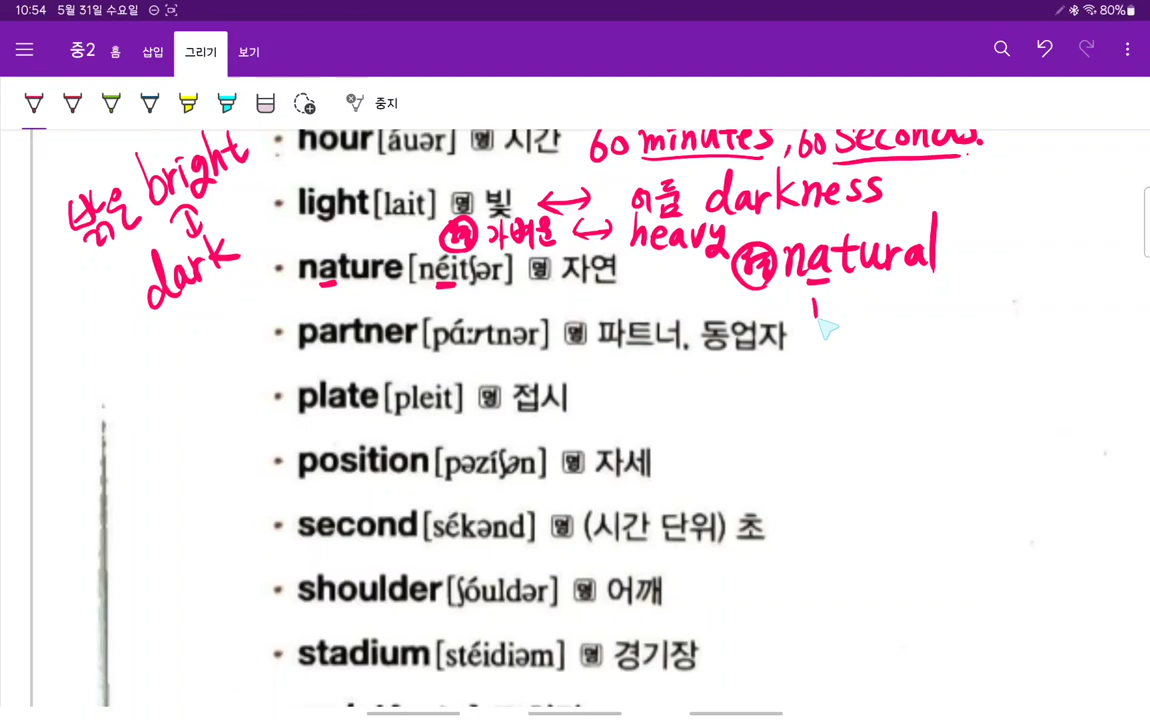 10:54 5월 31일 수요일 80%
중2 홈 삽입 그리기 보기
중지
hour[áuər] 명 시간 60 minutes, 60 seconds.
밝은 bright
dark
light[lait] 명 빛 ↔ 어둠 darkness
형 가벼운 ↔ heavy
nature[néitʃər] 명 자연 형 natural
partner[pá:rtnər] 명 파트너, 동업자
plate[pleit] 명 접시
position[pəzíʃən] 명 자세
second[sékənd] 명 (시간 단위) 초
shoulder[ʃóuldər] 명 어깨
stadium[stéidiəm] 명 경기장